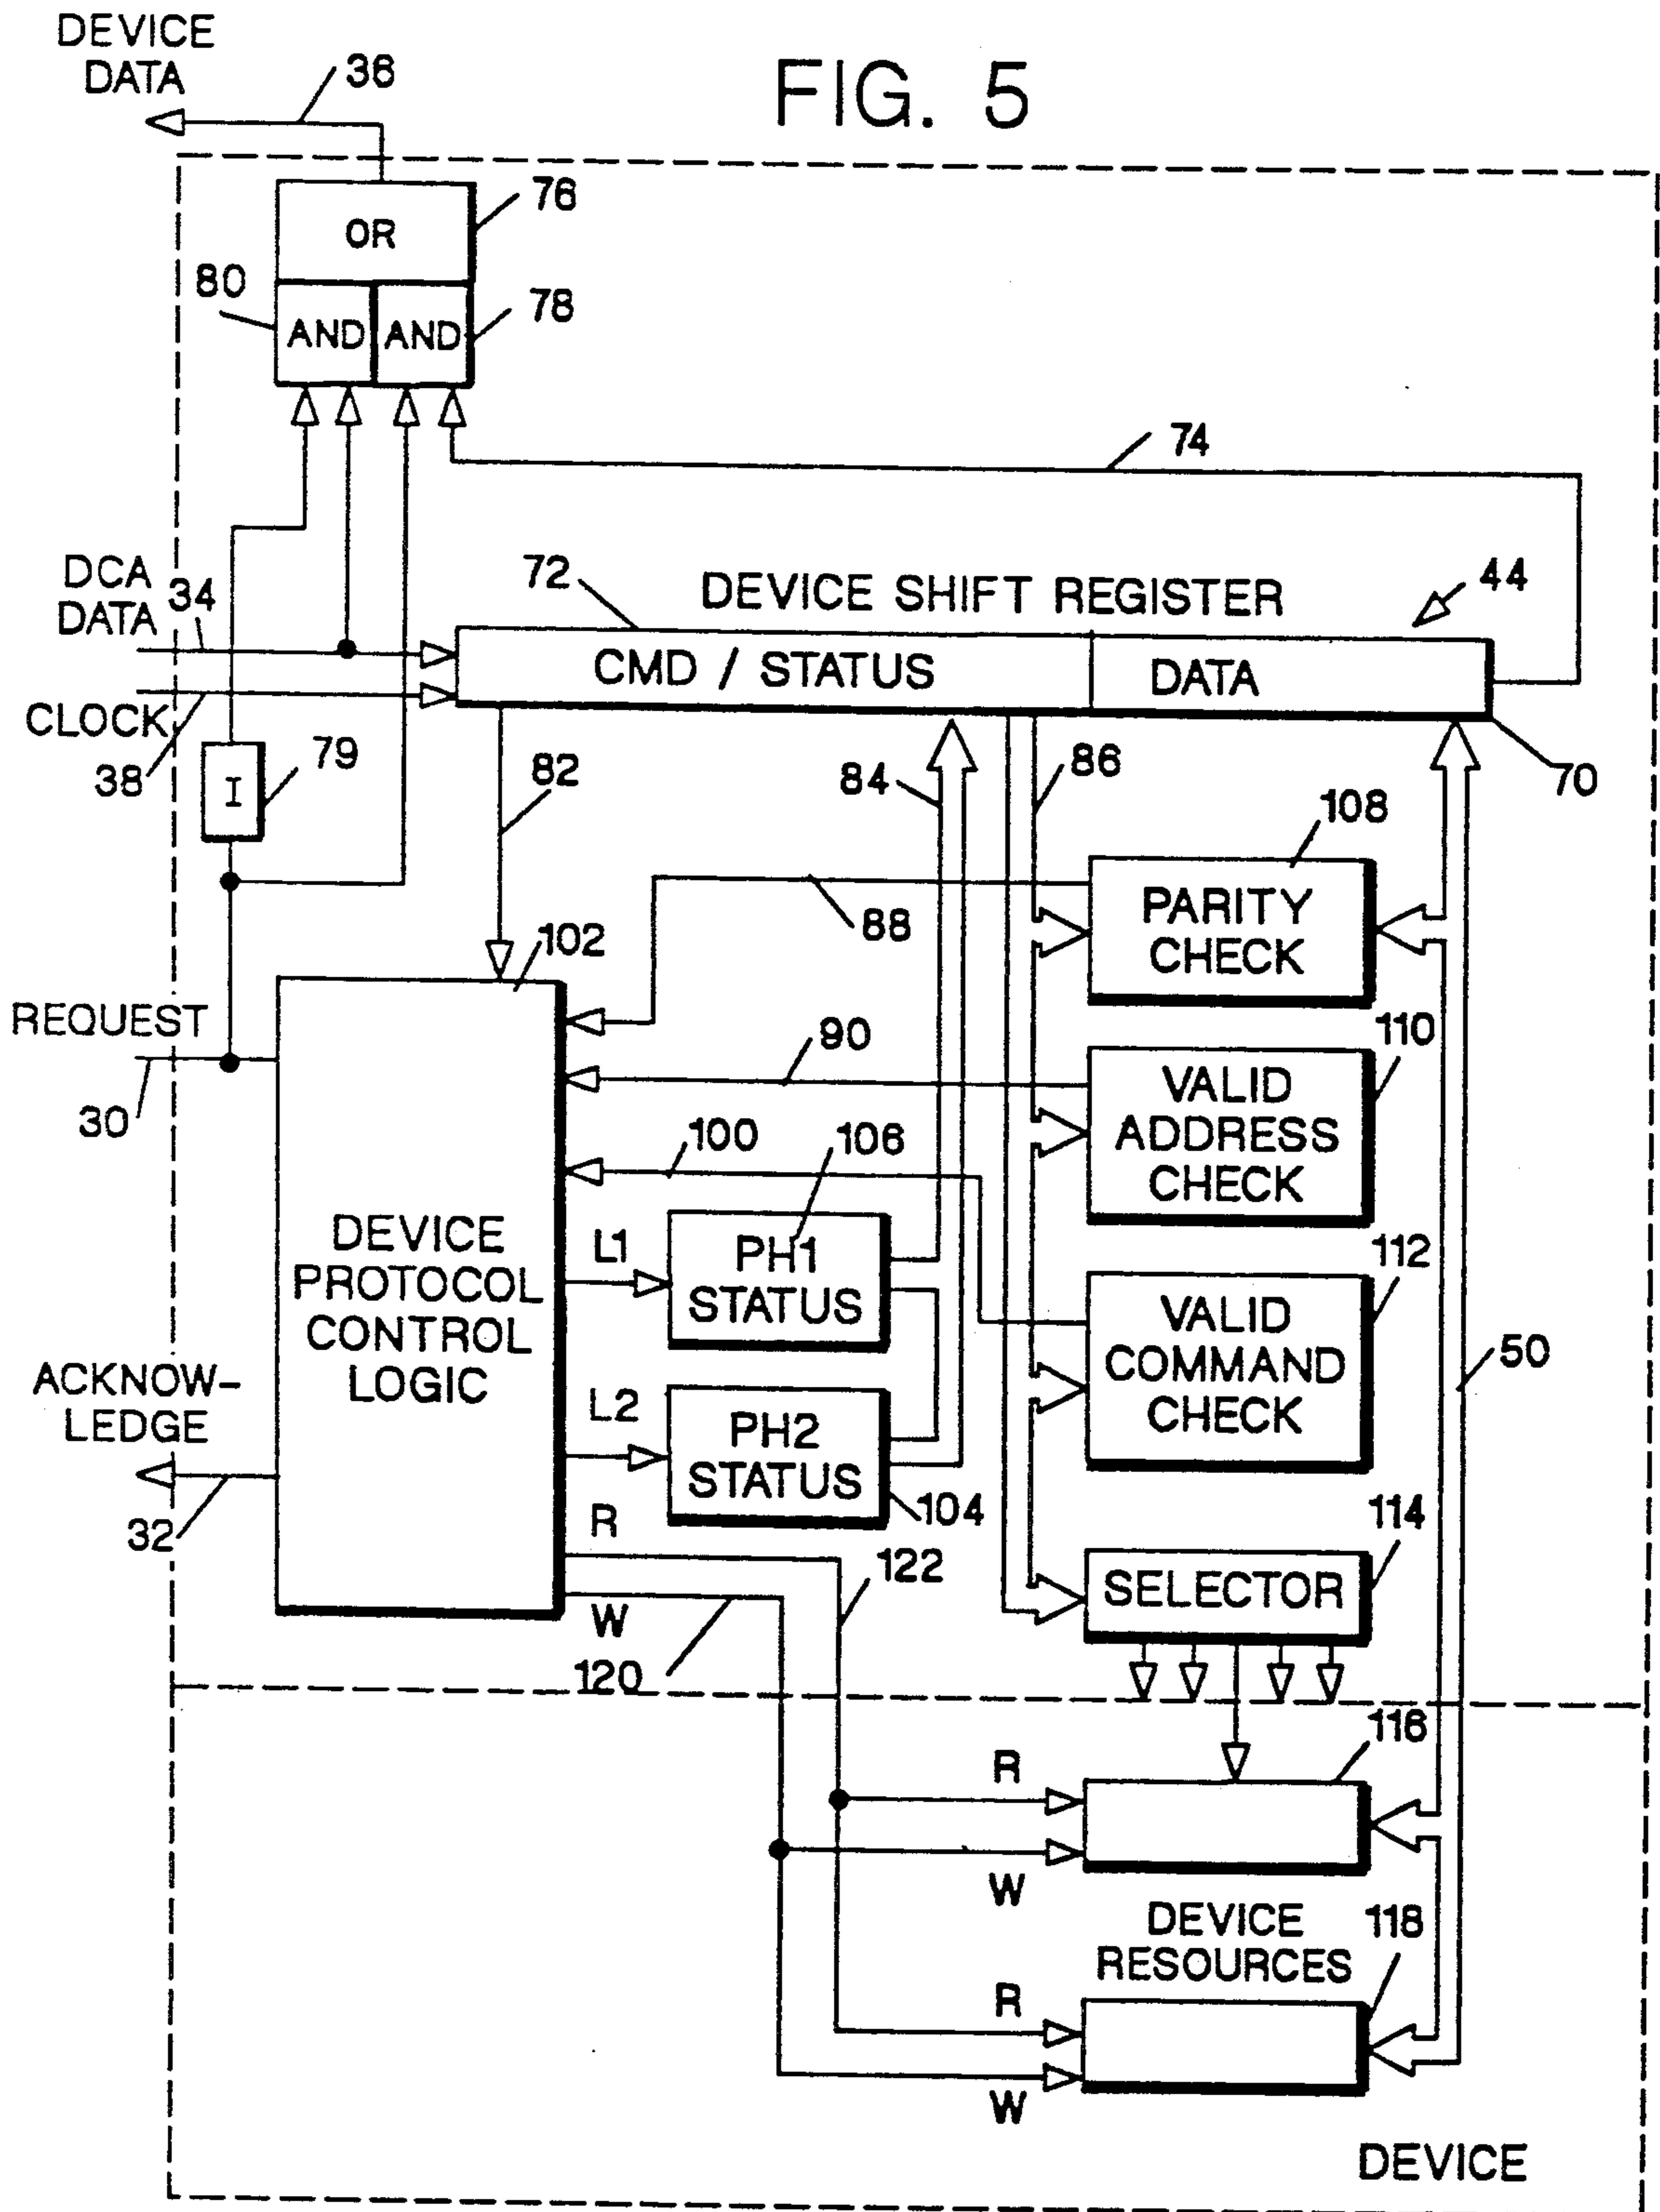 FIG. 5
DEVICE
DATA
36
OR
76
80
AND
AND
78
74
DCA
DATA
34
72
DEVICE SHIFT REGISTER
44
CMD / STATUS
DATA
CLOCK
38
I
79
82
84
86
70
108
PARITY
CHECK
88
102
REQUEST
30
90
110
VALID
ADDRESS
CHECK
100
106
DEVICE
PROTOCOL
CONTROL
LOGIC
L1
PH1
STATUS
112
VALID
COMMAND
CHECK
50
ACKNOW-
LEDGE
32
L2
PH2
STATUS
104
R
W
120
122
114
SELECTOR
116
R
W
DEVICE
RESOURCES
118
R
W
DEVICE